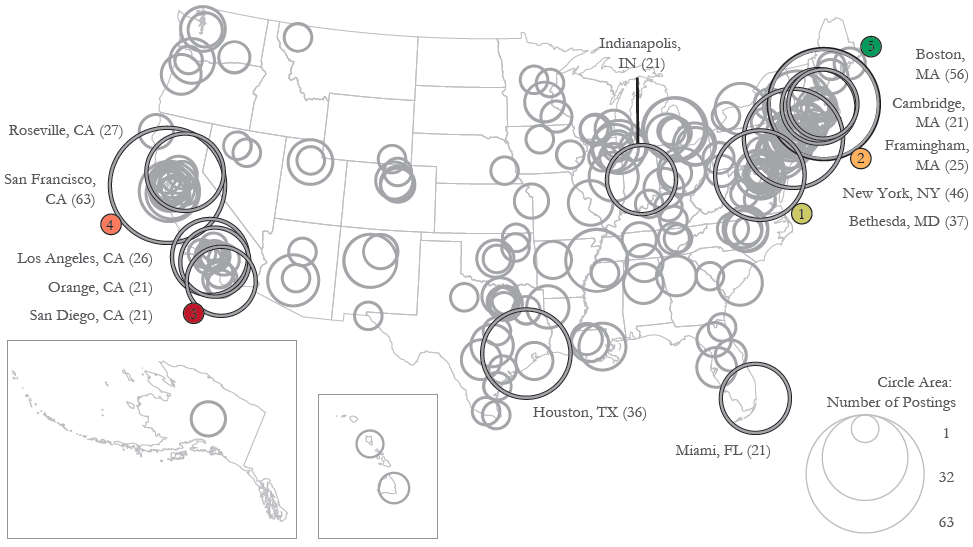 Indianapolis,
IN (21)
5
Boston,
MA (56)
Cambridge,
MA (21)
2
Framingham,
MA (25)
New York, NY (46)
1
Bethesda, MD (37)
Roseville, CA (27)
San Francisco,
CA (63)
4
Los Angeles, CA (26)
Orange, CA (21)
San Diego, CA (21)
3
Houston, TX (36)
Miami, FL (21)
Circle Area:
Number of Postings
1
32
63